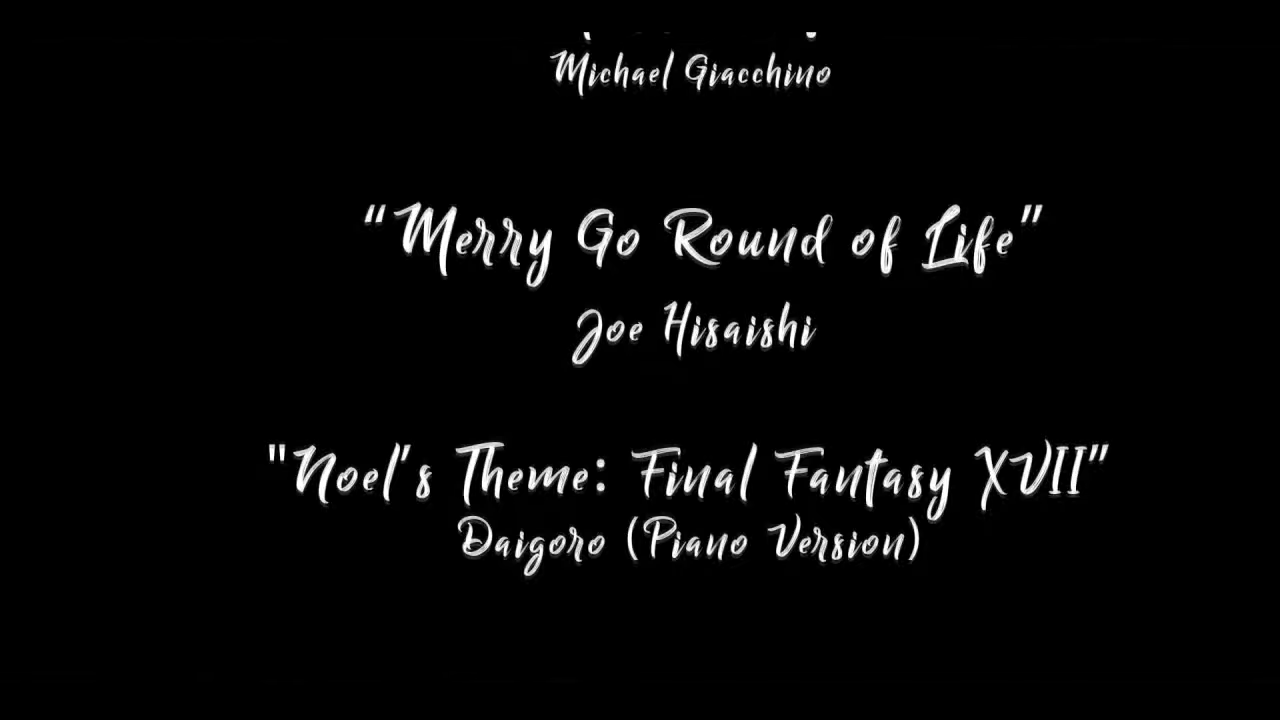 Michael Giacchino
“Merry Go Round of Life”
Joe Hisaishi
"Noel's Theme: Final Fantasy XVII”
Daigoro (Piano Version)